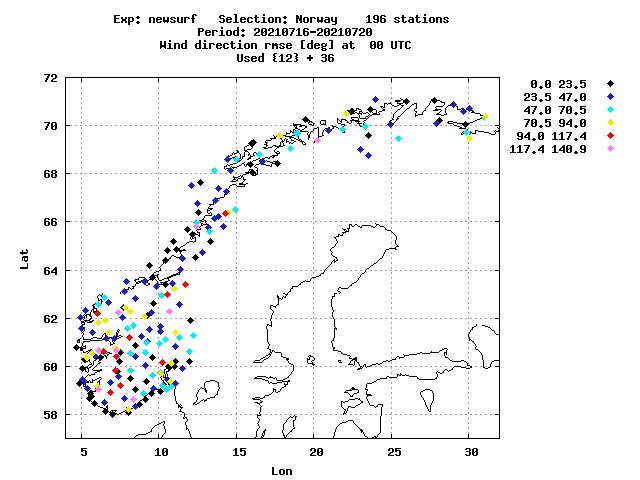 Exp: newsurf Selection: Norway 196 stations
Period: 20210716-20210720
Wind direction rmse [deg] at 00 UTC
Used {12} + 36
0.0 23.5
23.5 47.0
47.0 70.5
70.5 94.0
94.0 117.4
117.4 140.9
72
70
68
66
64
62
60
58
Lat
5 10 15 20 25 30
Lon